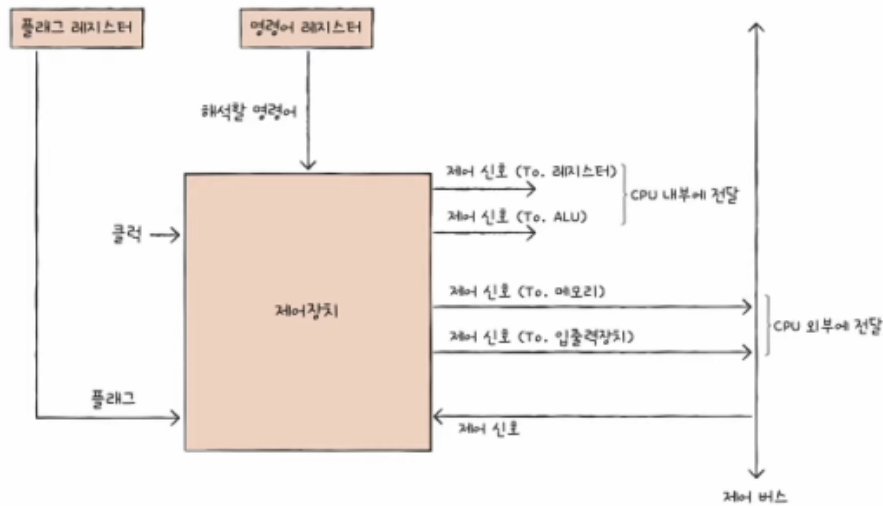 플래그 레지스터
명령어 레지스터
해석할 명령어
제어 신호 (To. 레지스터)
CPU 내부에 전달
제어 신호 (To. ALU)
클럭
제어장치
제어 신호 (To. 메모리)
CPU 외부에 전달
제어 신호 (To. 입출력장치)
플래그
제어 신호
제어 버스